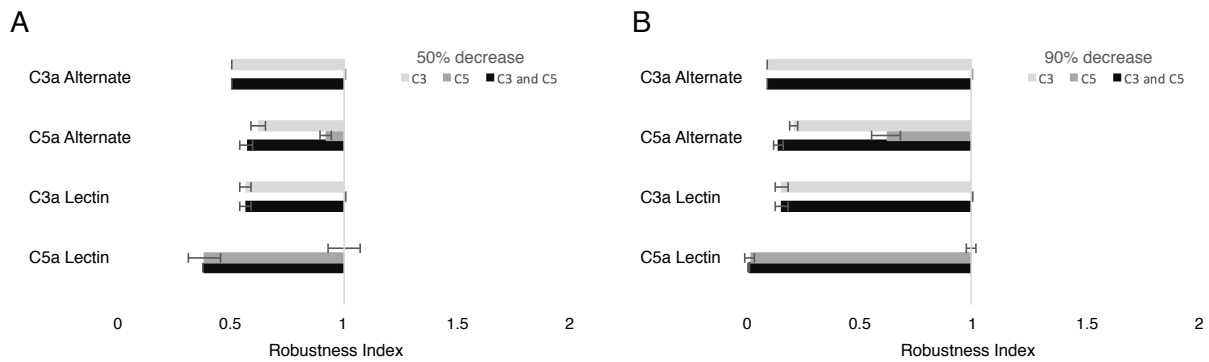 A
50% decrease
C3 C5 C3 and C5
C3a Alternate
C5a Alternate
C3a Lectin
C5a Lectin
0 0.5 1 1.5 2
Robustness Index
B
90% decrease
C3 C5 C3 and C5
C3a Alternate
C5a Alternate
C3a Lectin
C5a Lectin
0 0.5 1 1.5 2
Robustness Index